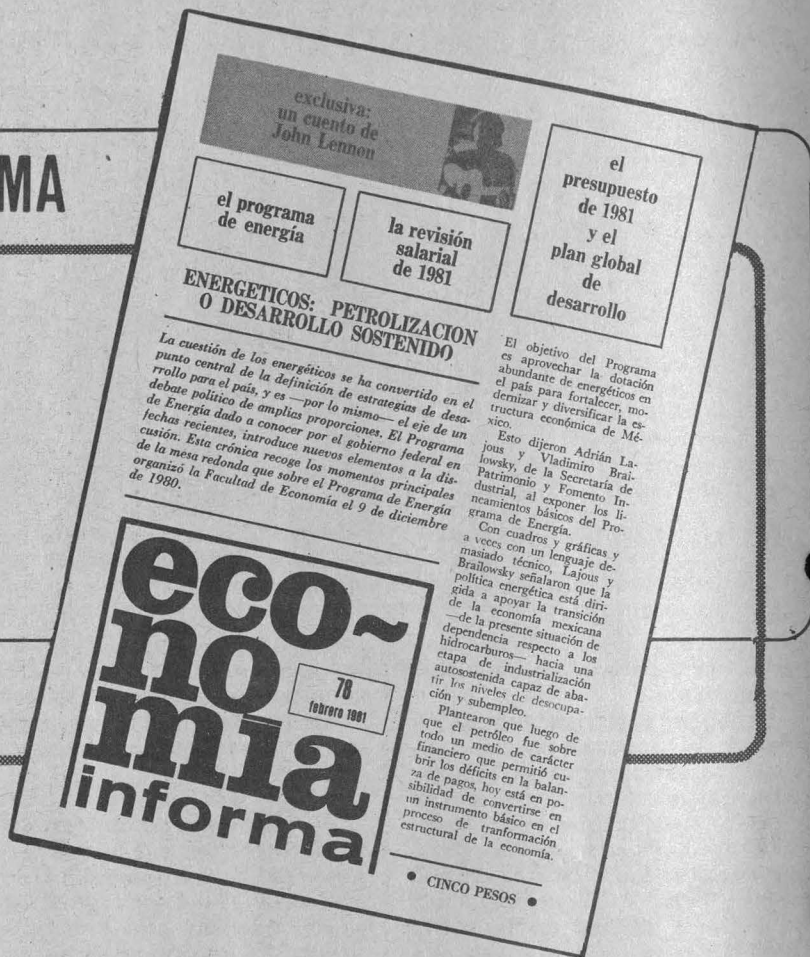 MA
exclusiva:
un cuento de
John Lennon
el programa
de energía
la revisión
salarial
de 1981
el
presupuesto
de 1981
y el
plan global
de
desarrollo
ENERGETICOS: PETROLIZACION
O DESARROLLO SOSTENIDO
La cuestión de los energéticos se ha convertido en el
punto central de la definición de estrategias de desa-
rrollo para el país, y es —por lo mismo— el eje de un
debate político de amplias proporciones. El Programa
de Energía dado a conocer por el gobierno federal en
fechas recientes, introduce nuevos elementos a la dis-
cusión. Esta crónica recoge los momentos principales
de la mesa redonda que sobre el Programa de Energía
organizó la Facultad de Economía el 9 de diciembre
de 1980.
El objetivo del Programa
es aprovechar la dotación
abundante de energéticos en
el país para fortalecer, mo-
dernizar y diversificar la es-
tructura económica de Mé-
xico.
Esto dijeron Adrián La-
jous y Vladimiro Brai-
lowsky, de la Secretaría de
Patrimonio y Fomento In-
dustrial, al exponer los li-
neamientos básicos del Pro-
grama de Energía.
Con cuadros y gráficas y
a veces con un lenguaje de-
masiado técnico, Lajous y
Brailowsky señalaron que la
política energética está diri-
gida a apoyar la transición
de la economía mexicana
—de la presente situación de
dependencia respecto a los
hidrocarburos— hacia una
etapa de industrialización
autosostenida capaz de aba-
tir los niveles de desocupa-
ción y subempleo.
Plantearon que luego de
que el petróleo fue sobre
todo un medio de carácter
financiero que permitió cu-
brir los déficits en la balan-
za de pagos, hoy está en po-
sibilidad de convertirse en
un instrumento básico en el
proceso de tranformación
estructural de la economía.
eco~
no
mía
informa
78
febrero 1981
• CINCO PESOS •